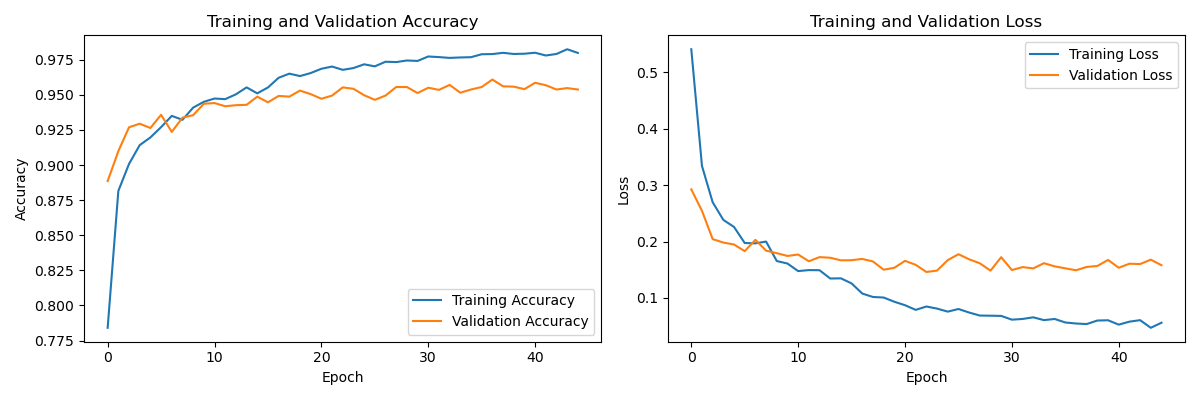 Training and Validation Accuracy
Accuracy
0.975
0.950
0.925
0.900
0.875
0.850
0.825
0.800
0.775
Training Accuracy
Validation Accuracy
0 10 20 30 40
Epoch
Training and Validation Loss
Loss
0.5
0.4
0.3
0.2
0.1
Training Loss
Validation Loss
0 10 20 30 40
Epoch